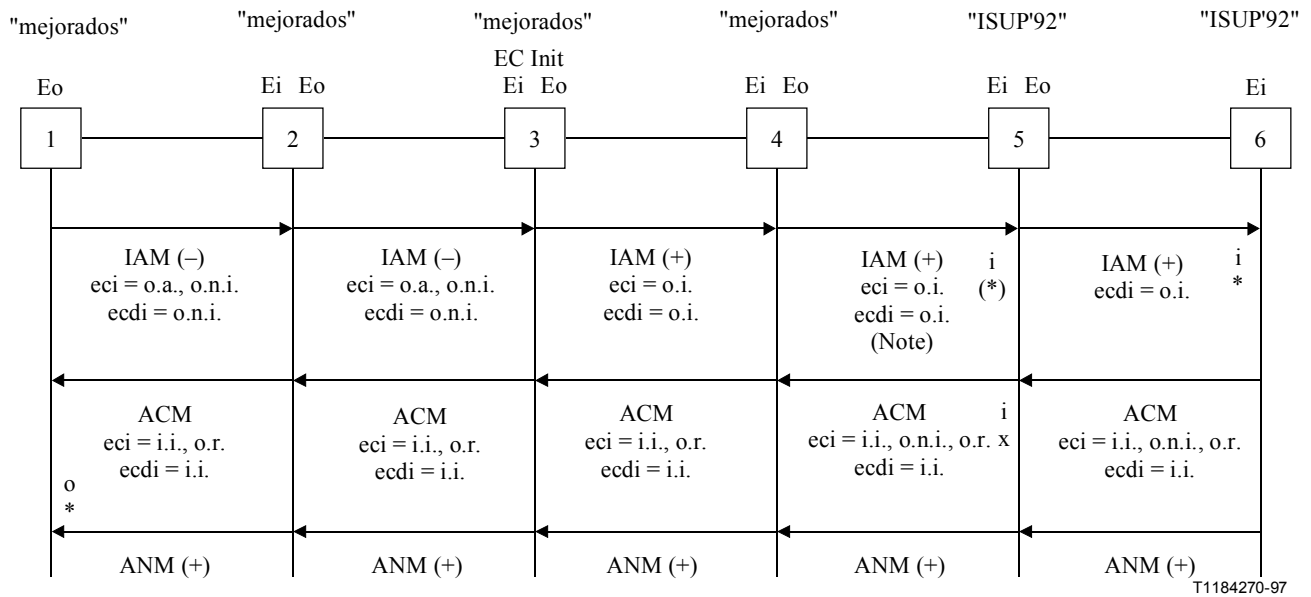 "mejorados" "mejorados" "mejorados" "mejorados" "ISUP'92" "ISUP'92"
EC Init
Eo Ei Eo Ei Eo Ei Eo Ei Eo Ei
1 2 3 4 5 6
IAM (–) IAM (–) IAM (+) IAM (+) i IAM (+) i
eci = o.a., o.n.i. eci = o.a., o.n.i. eci = o.i. eci = o.i. (*) ecdi = o.i. *
ecdi = o.n.i. ecdi = o.n.i. ecdi = o.i. ecdi = o.i.
(Note)
ACM ACM ACM ACM i ACM
eci = i.i., o.r. eci = i.i., o.r. eci = i.i., o.r. eci = i.i., o.n.i., o.r. x eci = i.i., o.n.i., o.r.
ecdi = i.i. ecdi = i.i. ecdi = i.i. ecdi = i.i. ecdi = i.i.
o
*
ANM (+) ANM (+) ANM (+) ANM (+) ANM (+)
T1184270-97